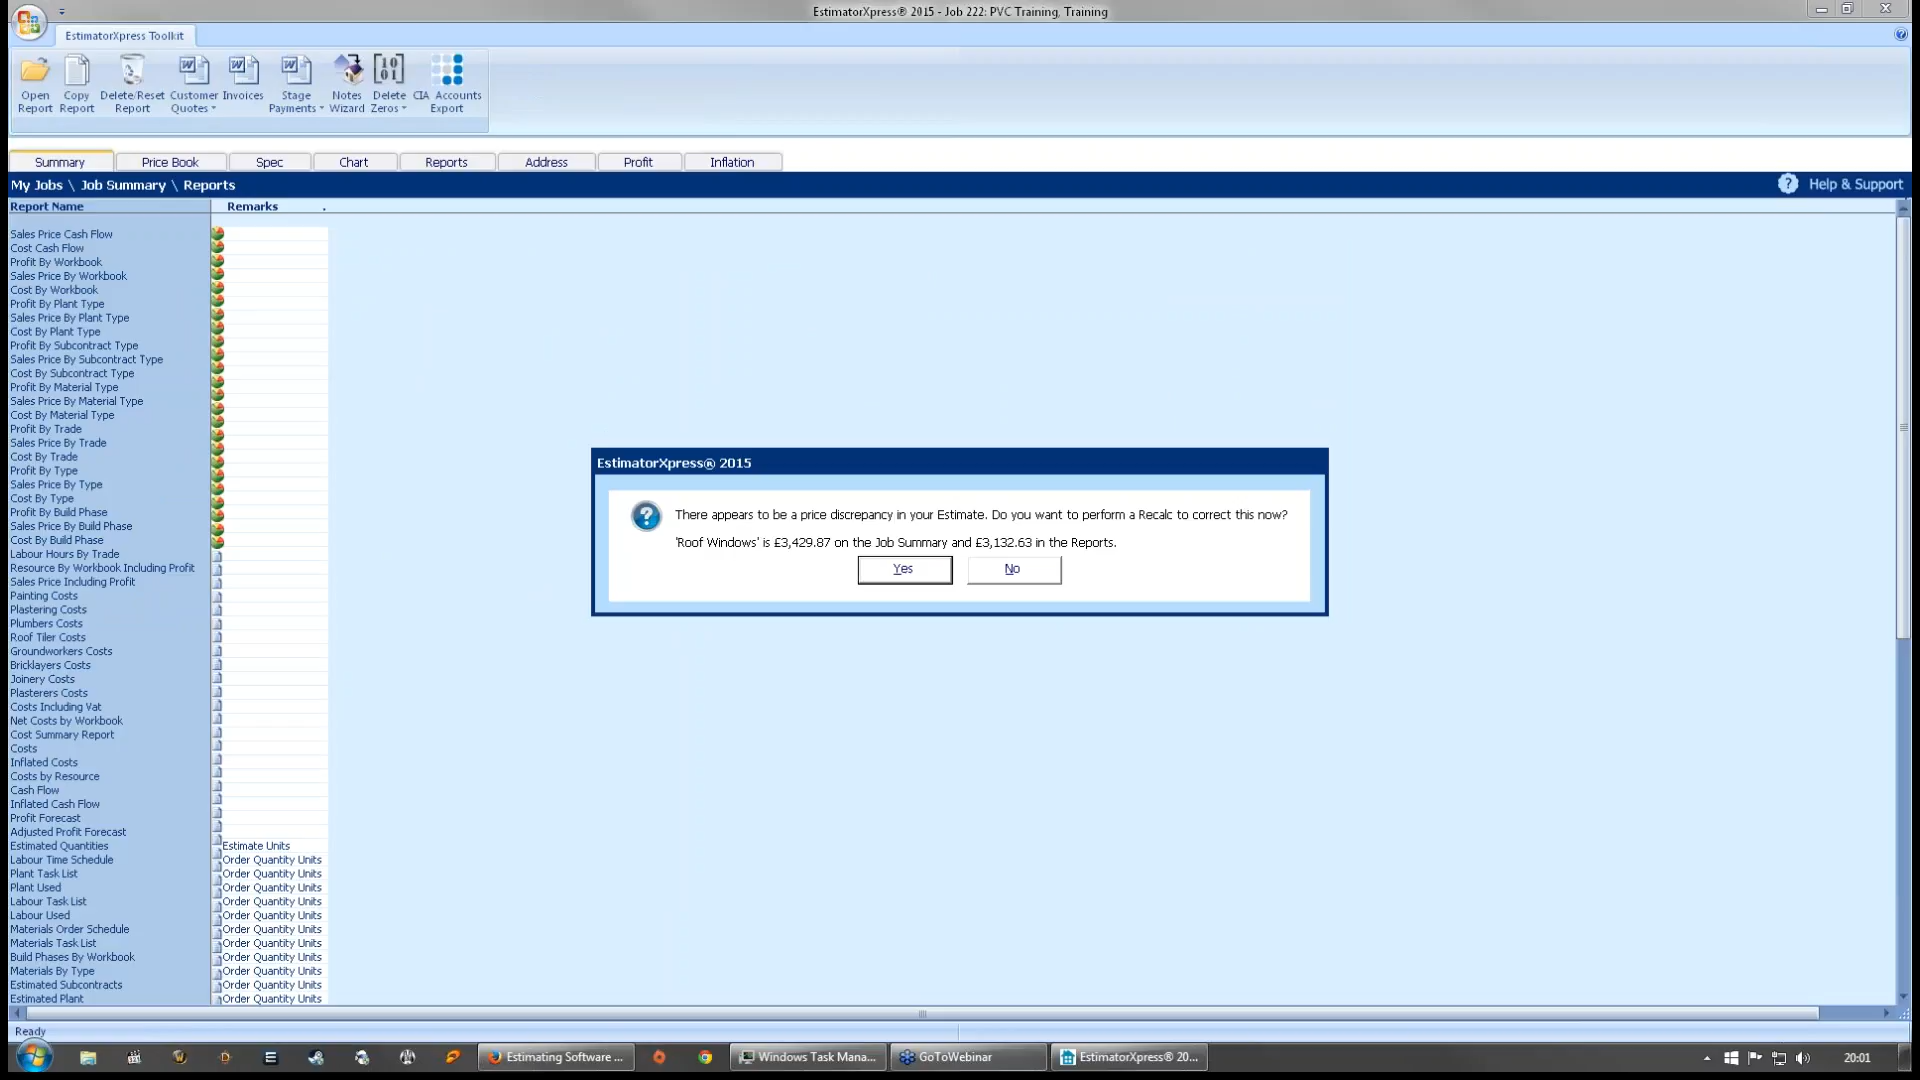 EstimatorXpress® 2015 - Job 222: PVC Training, Training
EstimatorXpress Toolkit
Open Report
Copy Report
Delete/Reset Report
Customer Quotes
Invoices
Stage Payments
Notes Wizard
Delete Zeros
CIA Accounts Export
Summary
Price Book
Spec
Chart
Reports
Address
Profit
Inflation
My Jobs \ Job Summary \ Reports
? Help & Support
Report Name
Remarks .
Sales Price Cash Flow
Cost Cash Flow
Profit By Workbook
Sales Price By Workbook
Cost By Workbook
Profit By Plant Type
Sales Price By Plant Type
Cost By Plant Type
Profit By Subcontract Type
Sales Price By Subcontract Type
Cost By Subcontract Type
Profit By Material Type
Sales Price By Material Type
Cost By Material Type
Profit By Trade
Sales Price By Trade
Cost By Trade
Profit By Type
Sales Price By Type
Cost By Type
Profit By Build Phase
Sales Price By Build Phase
Cost By Build Phase
Labour Hours By Trade
Resource By Workbook Including Profit
Sales Price Including Profit
Painting Costs
Plastering Costs
Plumbers Costs
Roof Tiler Costs
Groundworkers Costs
Bricklayers Costs
Joinery Costs
Plasterers Costs
Costs Including Vat
Net Costs by Workbook
Cost Summary Report
Costs
Inflated Costs
Costs by Resource
Cash Flow
Inflated Cash Flow
Profit Forecast
Adjusted Profit Forecast
Estimated Quantities Estimate Units
Labour Time Schedule Order Quantity Units
Plant Task List Order Quantity Units
Plant Used Order Quantity Units
Labour Task List Order Quantity Units
Labour Used Order Quantity Units
Materials Order Schedule Order Quantity Units
Materials Task List Order Quantity Units
Build Phases By Workbook Order Quantity Units
Materials By Type Order Quantity Units
Estimated Subcontracts Order Quantity Units
Estimated Plant Order Quantity Units
EstimatorXpress® 2015
There appears to be a price discrepancy in your Estimate. Do you want to perform a Recalc to correct this now?
'Roof Windows' is £3,429.87 on the Job Summary and £3,132.63 in the Reports.
Yes
No
Ready
Estimating Software ...
Windows Task Mana...
GoToWebinar
EstimatorXpress® 20...
20:01